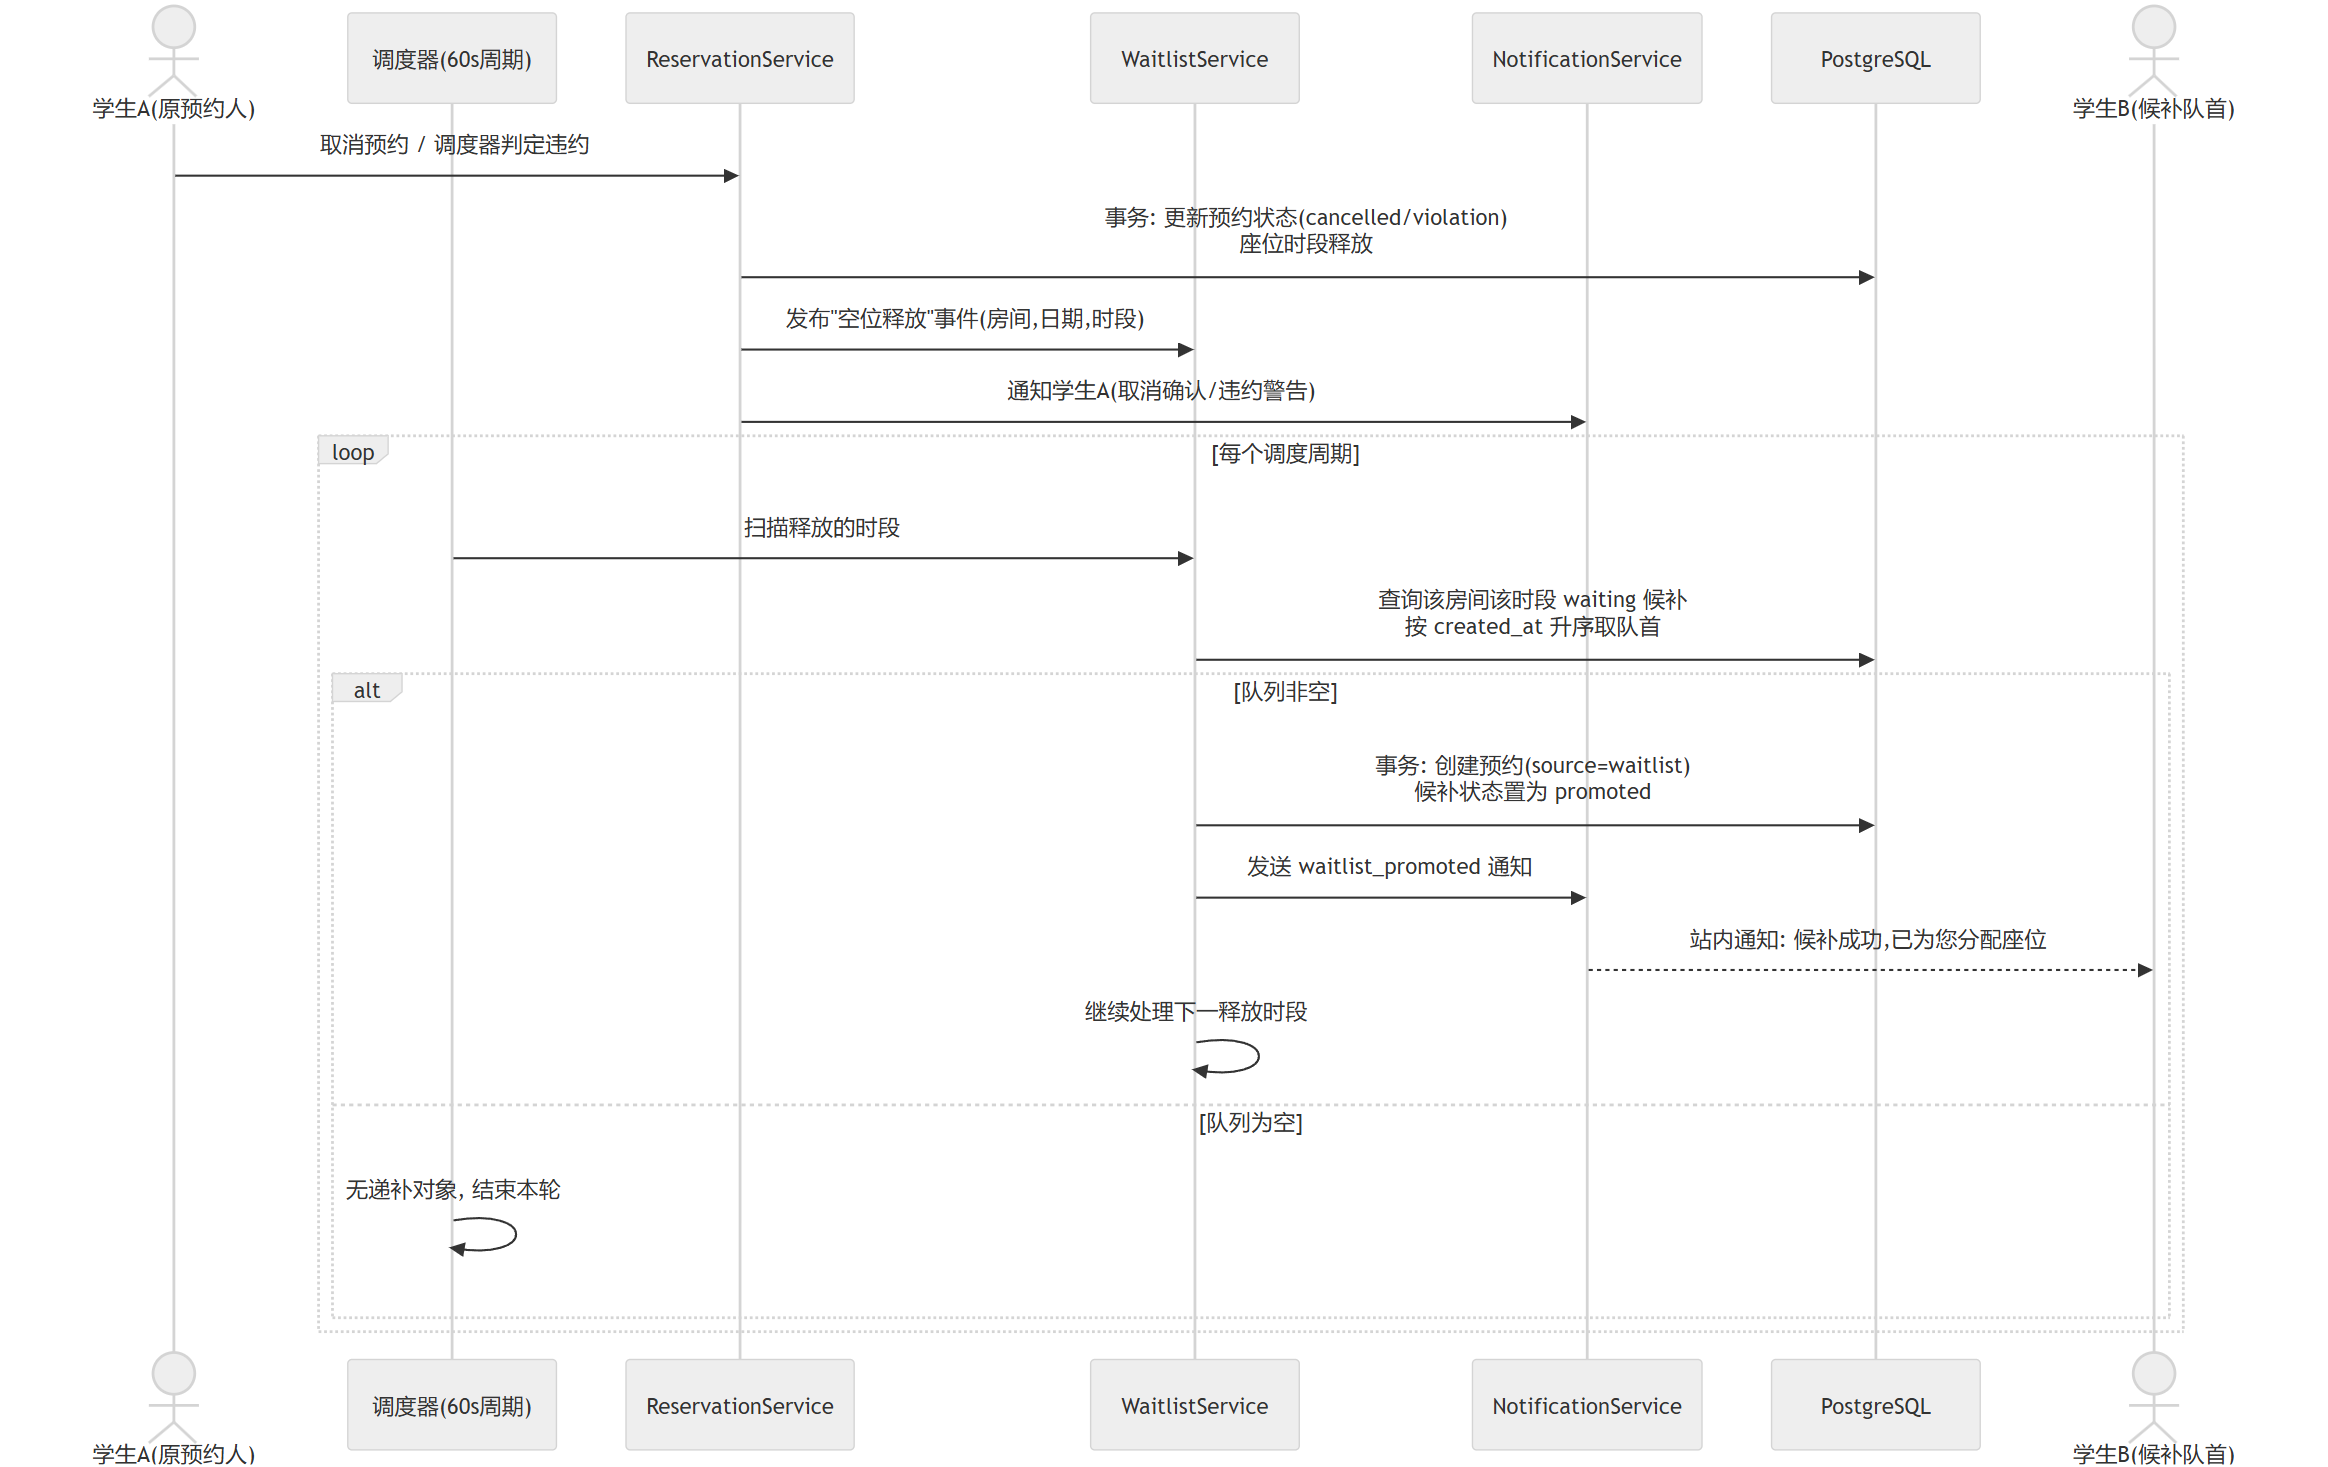 学生A(原预约人)
调度器(60s周期)
ReservationService
WaitlistService
NotificationService
PostgreSQL
学生B(候补队首)
取消预约 / 调度器判定违约
事务: 更新预约状态(cancelled/violation)
座位时段释放
发布"空位释放"事件(房间,日期,时段)
通知学生A(取消确认/违约警告)
loop
[每个调度周期]
扫描释放的时段
查询该房间该时段 waiting 候补
按 created_at 升序取队首
alt
[队列非空]
事务: 创建预约(source=waitlist)
候补状态置为 promoted
发送 waitlist_promoted 通知
站内通知: 候补成功,已为您分配座位
继续处理下一释放时段
[队列为空]
无递补对象, 结束本轮
学生A(原预约人)
调度器(60s周期)
ReservationService
WaitlistService
NotificationService
PostgreSQL
学生B(候补队首)